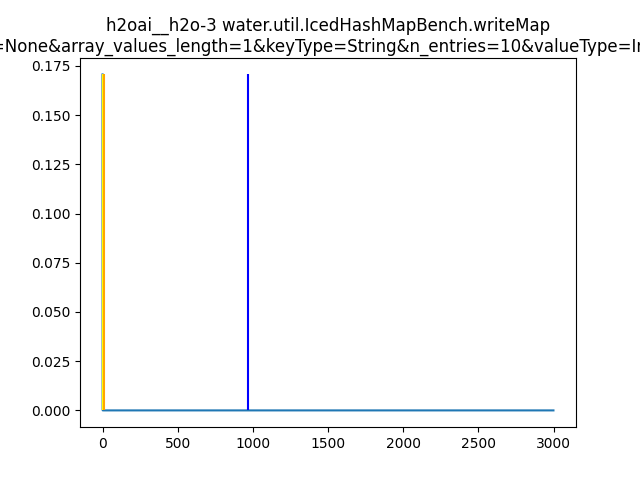 h2oai__h2o-3 water.util.IcedHashMapBench.writeMap
=None&array_values_length=1&keyType=String&n_entries=10&valueType=In
0.175
0.150
0.125
0.100
0.075
0.050
0.025
0.000
0 500 1000 1500 2000 2500 3000